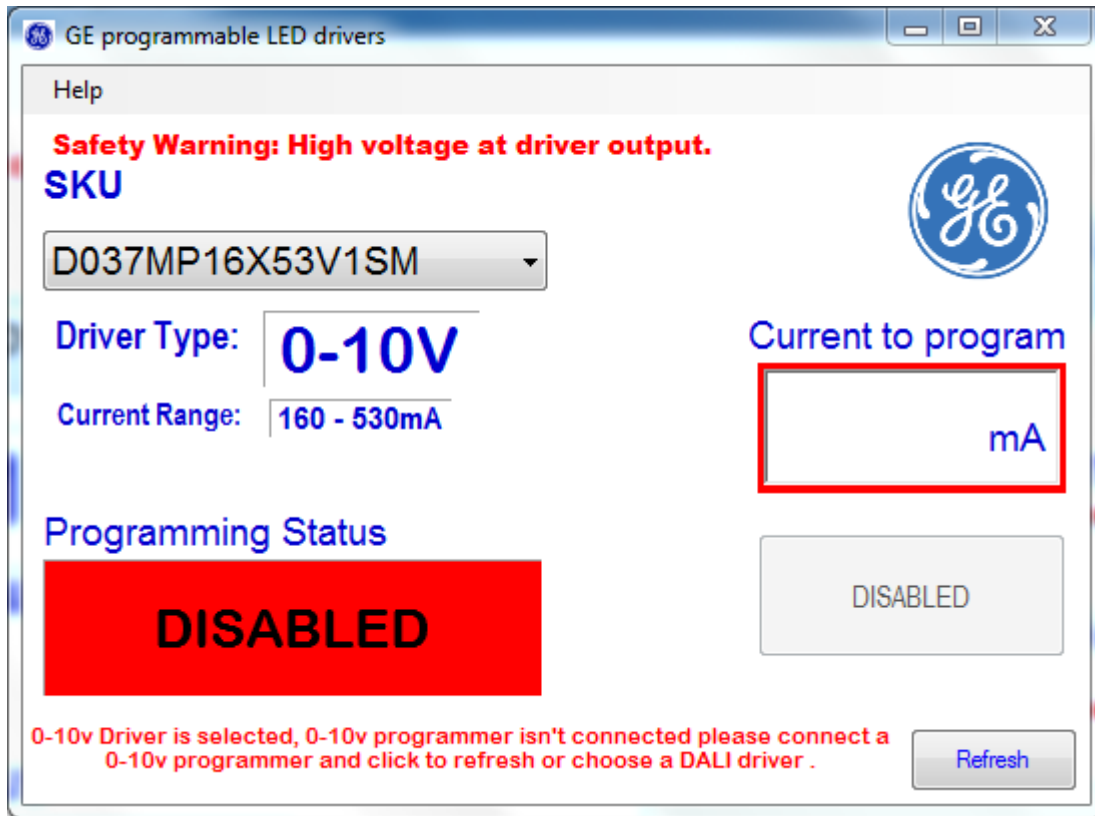 GE programmable LED drivers
Help
Safety Warning: High voltage at driver output.
SKU
D037MP16X53V1SM
GE
Driver Type:
0-10V
Current to program
Current Range:
160 - 530mA
mA
Programming Status
DISABLED
DISABLED
0-10v Driver is selected, 0-10v programmer isn't connected please connect a
0-10v programmer and click to refresh or choose a DALI driver .
Refresh